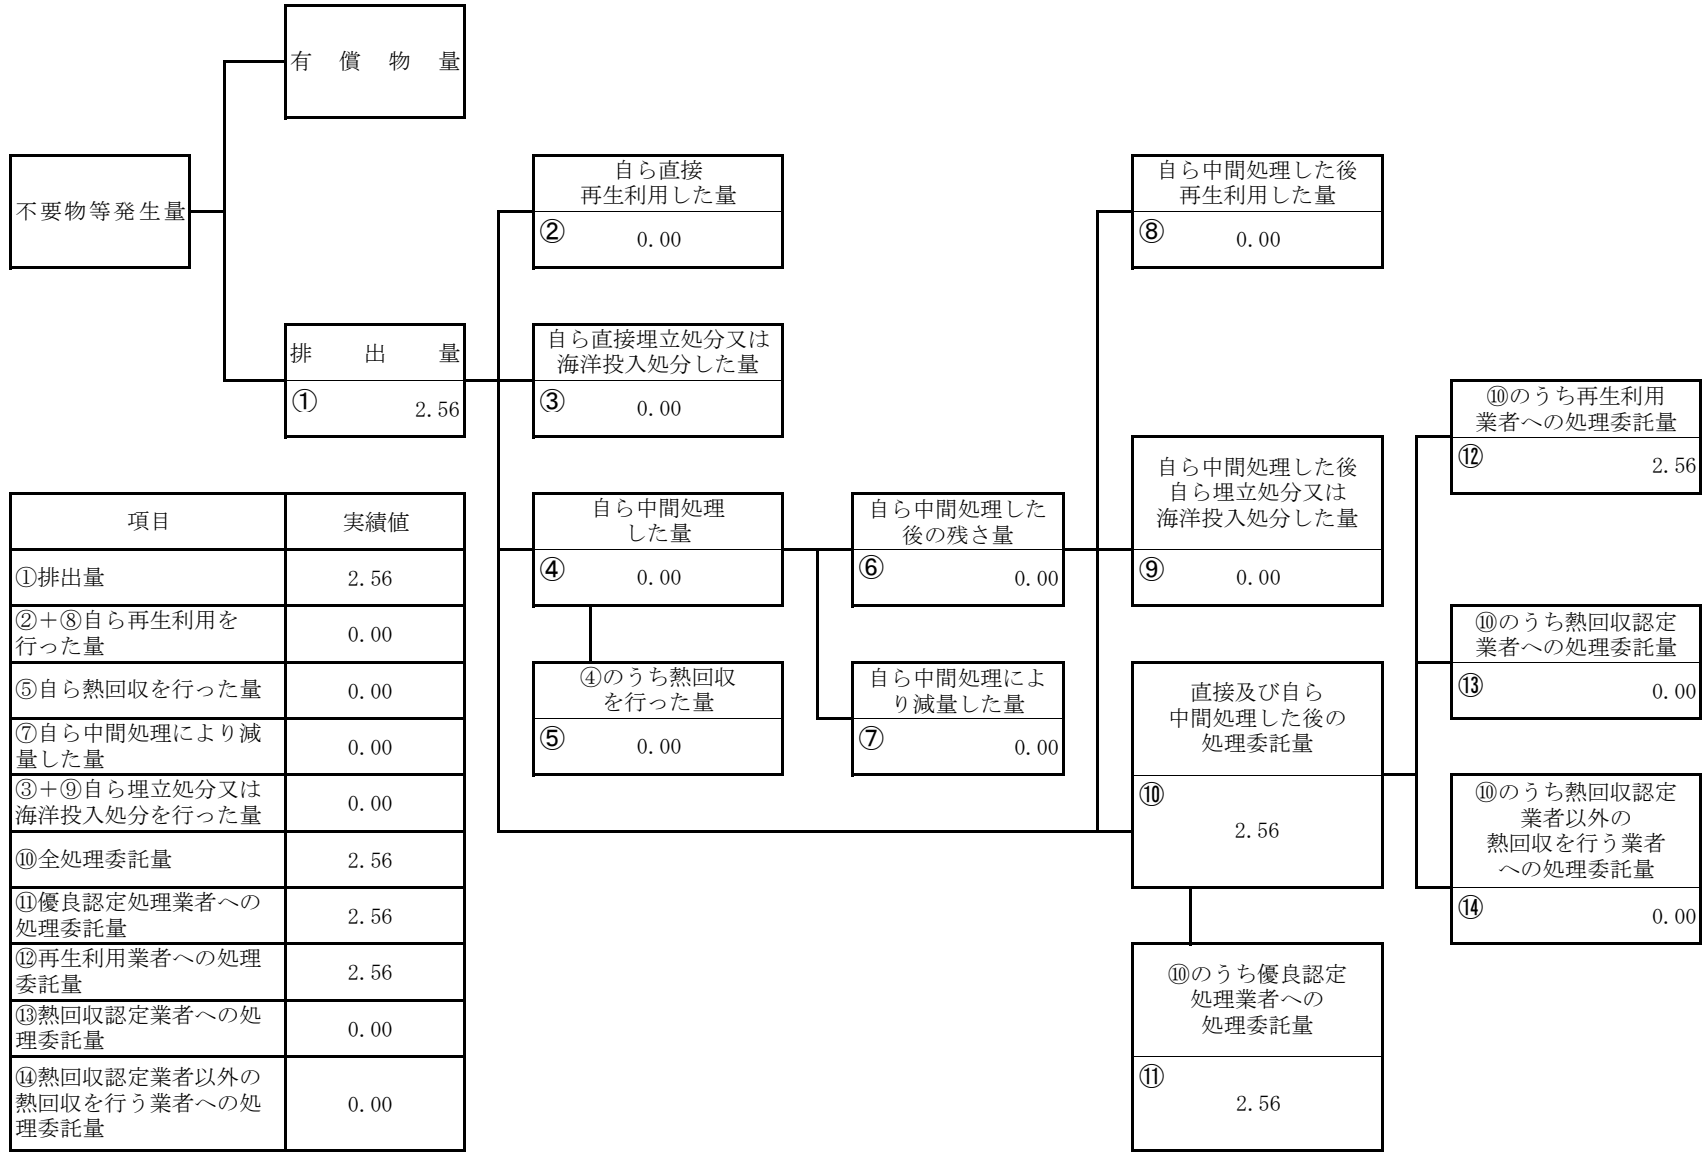 有償物量
不要物等発生量
排出量
①
2.56
自ら直接
再生利用した量
②
0.00
自ら直接埋立処分又は
海洋投入処分した量
③
0.00
自ら中間処理
した量
④
0.00
④のうち熱回収
を行った量
⑤
0.00
自ら中間処理した
後の残さ量
⑥
0.00
自ら中間処理によ
り減量した量
⑦
0.00
自ら中間処理した後
再生利用した量
⑧
0.00
自ら中間処理した後
自ら埋立処分又は
海洋投入処分した量
⑨
0.00
直接及び自ら
中間処理した後の
処理委託量
⑩
2.56
⑩のうち優良認定
処理業者への
処理委託量
⑪
2.56
⑩のうち再生利用
業者への処理委託量
⑫
2.56
⑩のうち熱回収認定
業者への処理委託量
⑬
0.00
⑩のうち熱回収認定
業者以外の
熱回収を行う業者
への処理委託量
⑭
0.00
項目 実績値
①排出量 2.56
②＋⑧自ら再生利用を
行った量 0.00
⑤自ら熱回収を行った量 0.00
⑦自ら中間処理により減
量した量 0.00
③＋⑨自ら埋立処分又は
海洋投入処分を行った量 0.00
⑩全処理委託量 2.56
⑪優良認定処理業者への
処理委託量 2.56
⑫再生利用業者への処理
委託量 2.56
⑬熱回収認定業者への処
理委託量 0.00
⑭熱回収認定業者以外の
熱回収を行う業者への処
理委託量 0.00